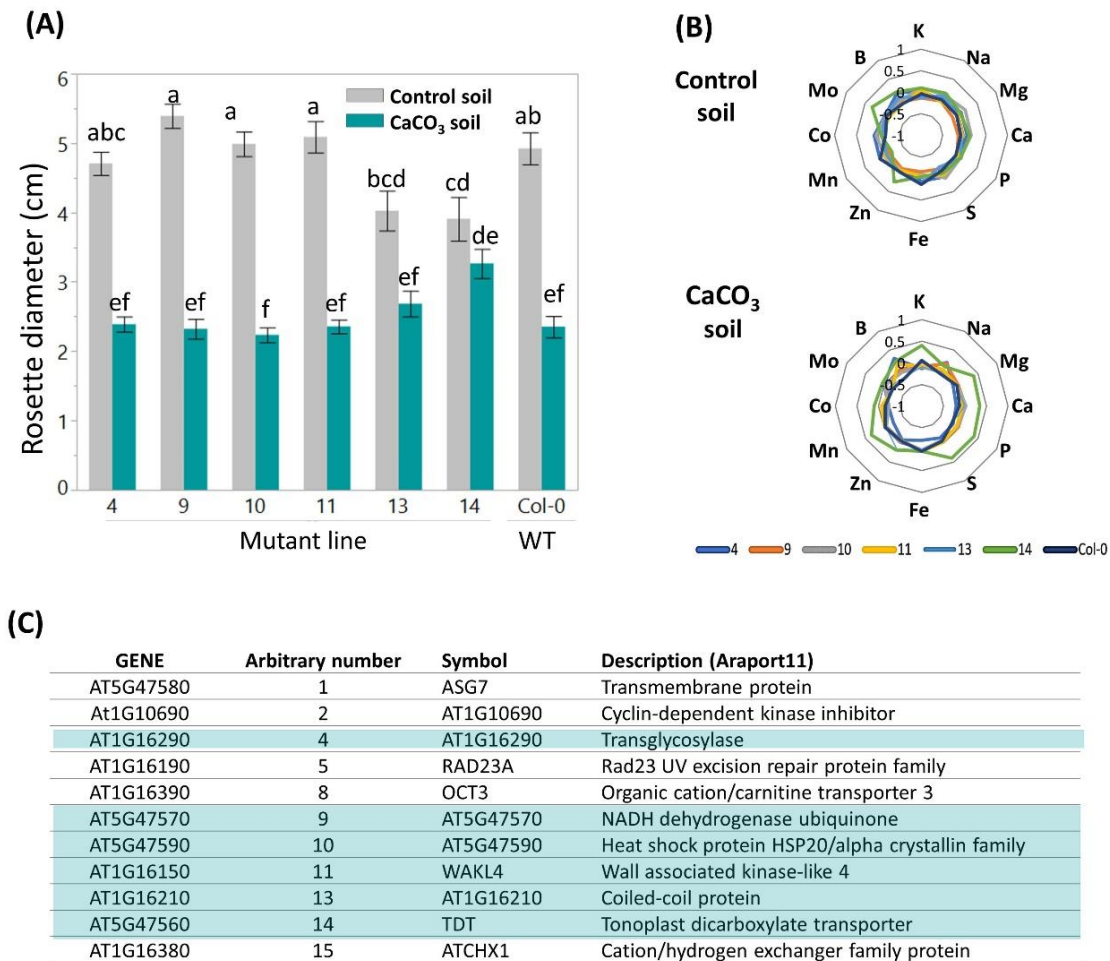 (A)
6
5
4
3
2
1
0
Rosette diameter (cm)
Control soil
CaCO3 soil
abc
a
a
a
bcd
cd
ab
ef
ef
f
ef
ef
de
ef
4 9 10 11 13 14 Col-0
Mutant line WT
(B)
Control soil
K
Na
Mg
Ca
P
S
Fe
Zn
Mn
Co
Mo
B
1
0.5
0
-0.5
-1
CaCO3 soil
K
Na
Mg
Ca
P
S
Fe
Zn
Mn
Co
Mo
B
1
0.5
0
-0.5
-1
4 9 10 11 13 14 Col-0
(C)
GENE Arbitrary number Symbol Description (Araport11)
AT5G47580 1 ASG7 Transmembrane protein
At1G10690 2 AT1G10690 Cyclin-dependent kinase inhibitor
AT1G16290 4 AT1G16290 Transglycosylase
AT1G16190 5 RAD23A Rad23 UV excision repair protein family
AT1G16390 8 OCT3 Organic cation/carnitine transporter 3
AT5G47570 9 AT5G47570 NADH dehydrogenase ubiquinone
AT5G47590 10 AT5G47590 Heat shock protein HSP20/alpha crystallin family
AT1G16150 11 WAKL4 Wall associated kinase-like 4
AT1G16210 13 AT1G16210 Coiled-coil protein
AT5G47560 14 TDT Tonoplast dicarboxylate transporter
AT1G16380 15 ATCHX1 Cation/hydrogen exchanger family protein